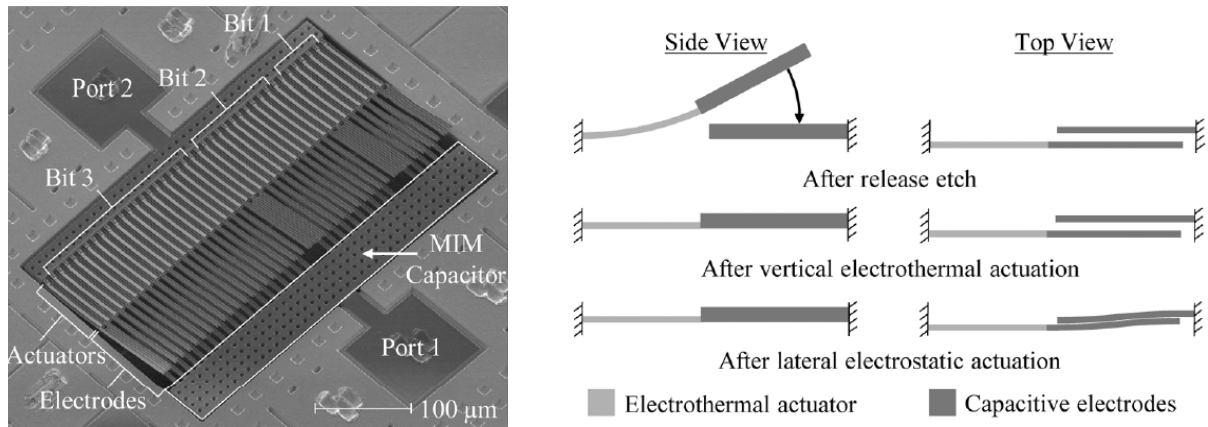 Bit 1
Bit 2
Port 2
Bit 3
MIM
Capacitor
Actuators
Port 1
Electrodes
100 μm
Side View
Top View
After release etch
After vertical electrothermal actuation
After lateral electrostatic actuation
Electrothermal actuator
Capacitive electrodes